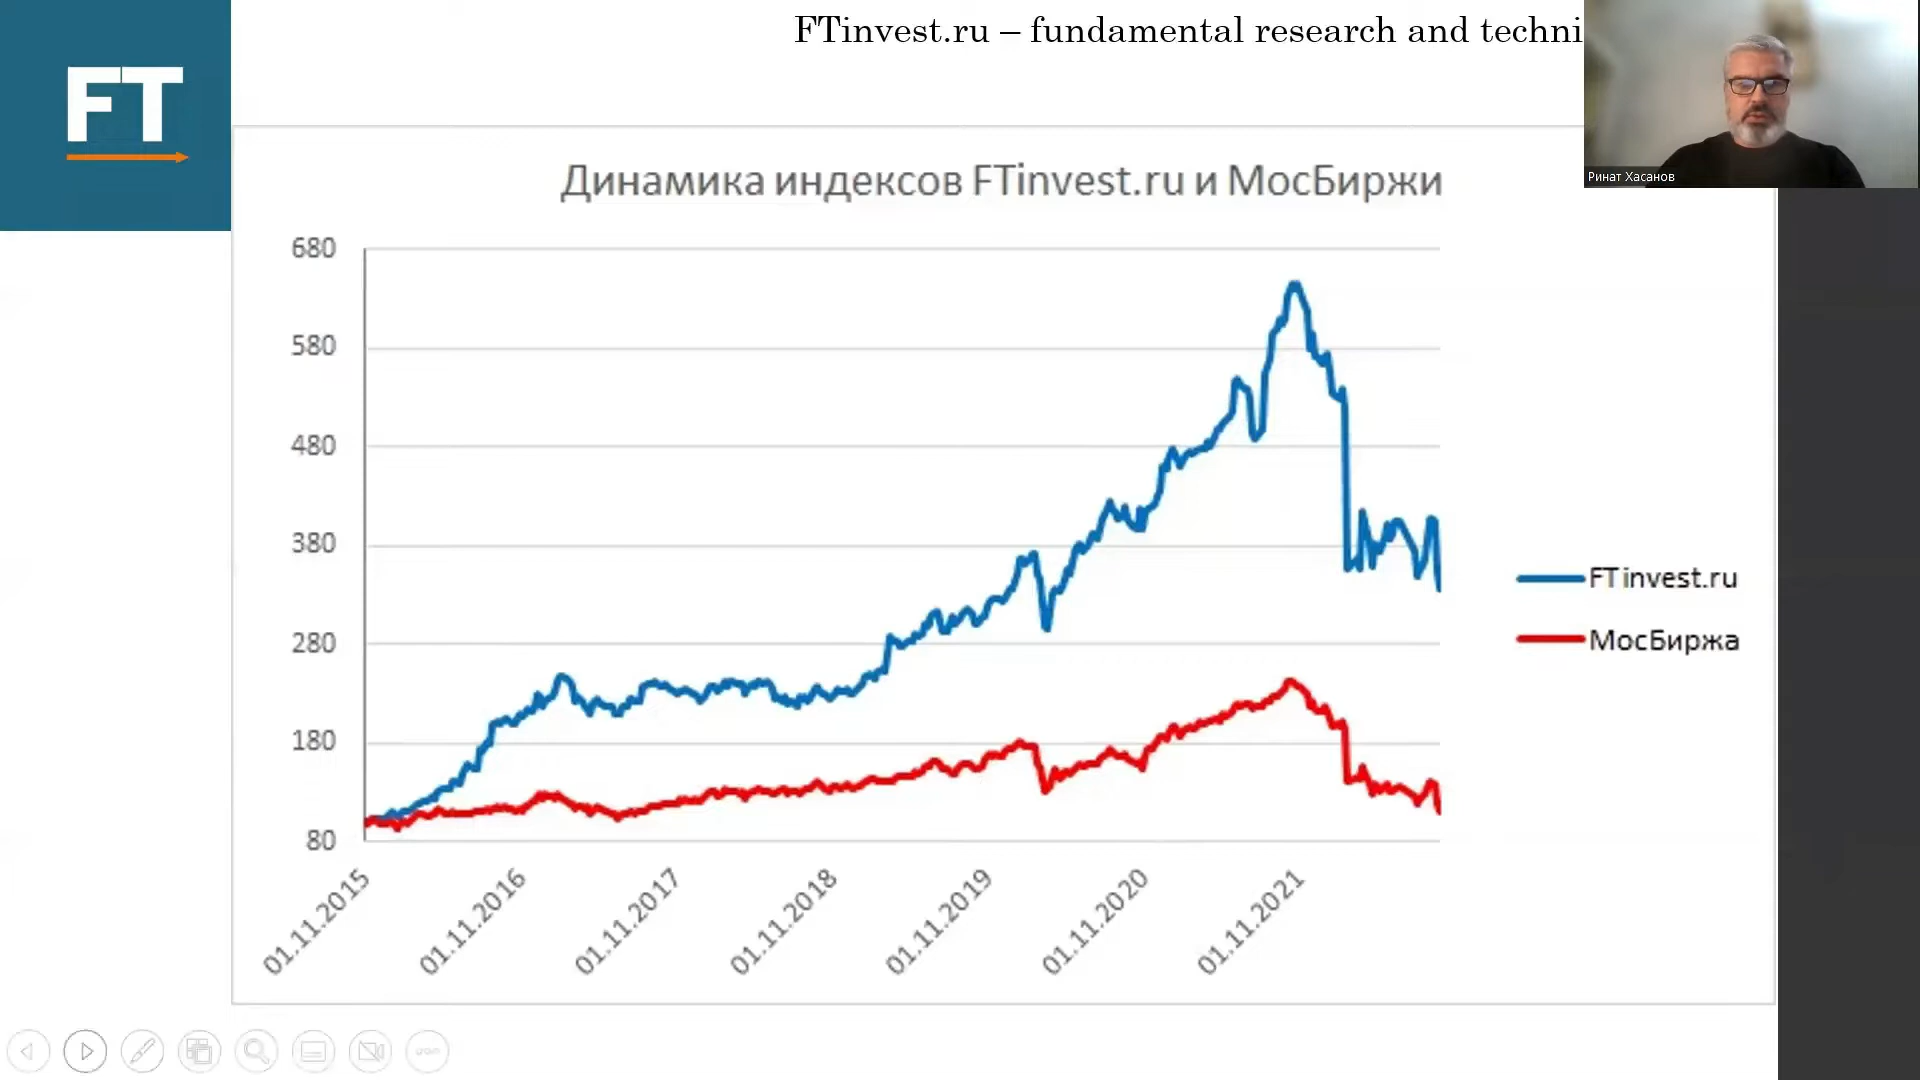 FT
FTinvest.ru – fundamental research and techni
Ринат Хасанов
Динамика индексов FTinvest.ru и МосБиржи
680
580
480
380
280
180
80
01.11.2015
01.11.2016
01.11.2017
01.11.2018
01.11.2019
01.11.2020
01.11.2021
FTinvest.ru
МосБиржа